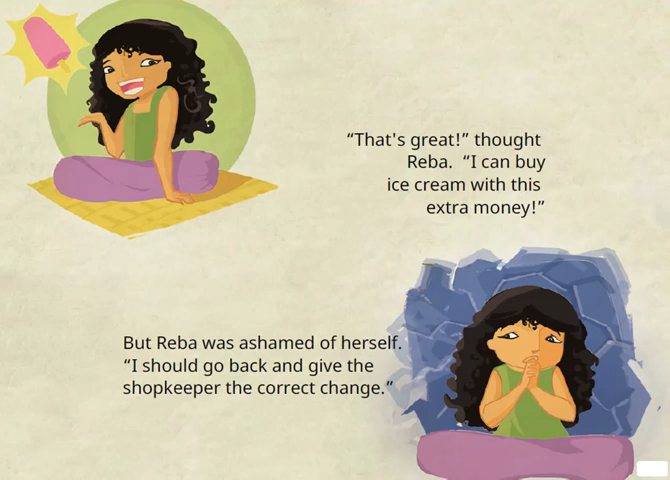 “That's great!” thought
Reba.  “I can buy
ice cream with this
extra money!”
But Reba was ashamed of herself.
“I should go back and give the
shopkeeper the correct change.”